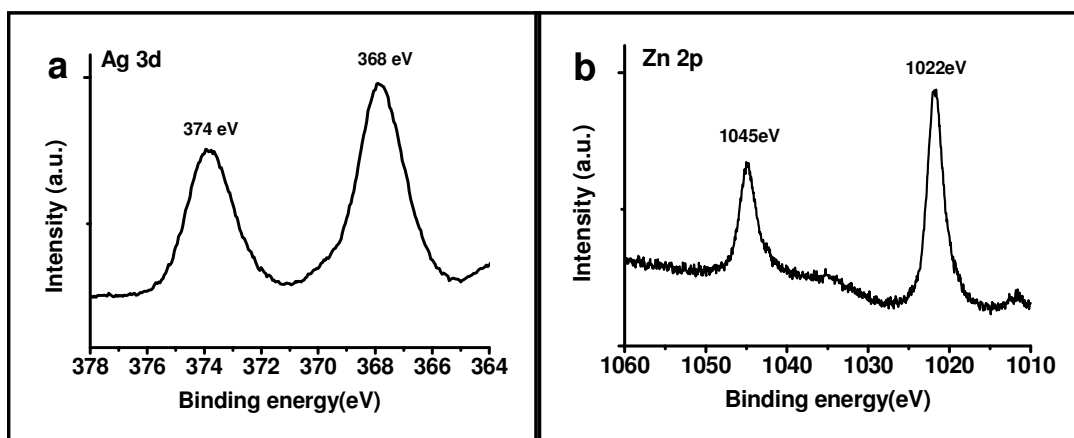 a Ag 3d
368 eV
374 eV
Intensity (a.u.)
378 376 374 372 370 368 366 364
Binding energy(eV)
b Zn 2p
1022eV
1045eV
Intensity (a.u.)
1060 1050 1040 1030 1020 1010
Binding energy(eV)